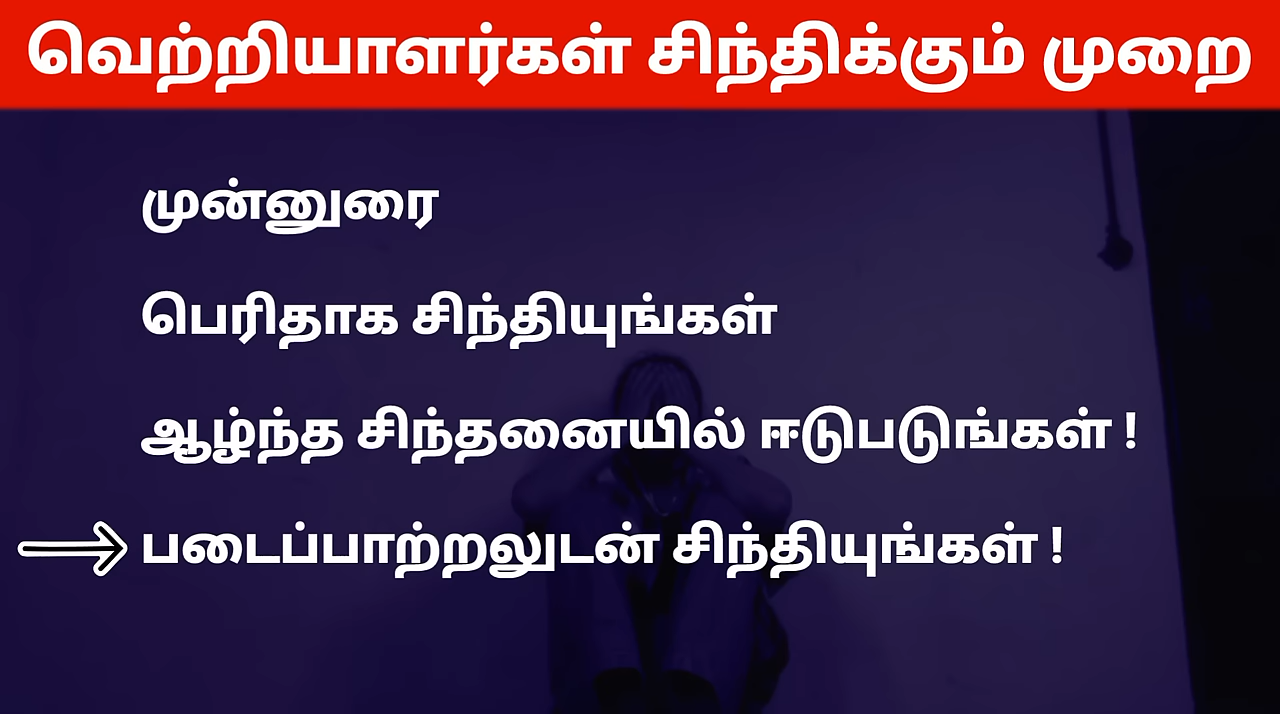 வெற்றியாளர்கள் சிந்திக்கும் முறை
முன்னுரை
பெரிதாக சிந்தியுங்கள்
ஆழ்ந்த சிந்தனையில் ஈடுபடுங்கள் !
படைப்பாற்றலுடன் சிந்தியுங்கள் !